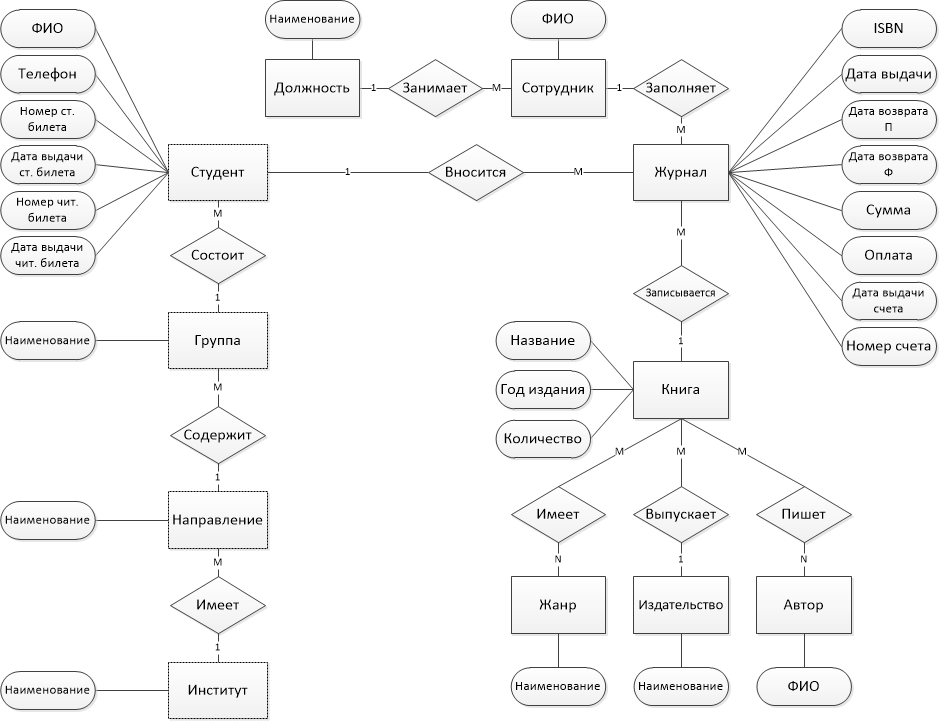 Наименование
ФИО
ФИО
ISBN
Телефон
Дата выдачи
Должность
1
Занимает
M
Сотрудник
1
Заполняет
Номер ст.
билета
Дата возврата
П
M
Дата выдачи
ст. билета
Студент
1
Вносится
M
Журнал
Дата возврата
Ф
Номер чит.
билета
M
Сумма
M
Дата выдачи
чит. билета
Состоит
Оплата
1
Записывается
Дата выдачи
счета
Наименование
Группа
1
Название
Номер счета
M
Год издания
Книга
Содержит
Количество
M
M
M
1
Наименование
Направление
Имеет
Выпускает
Пишет
M
N
1
N
Имеет
Жанр
Издательство
Автор
1
Наименование
Институт
Наименование
Наименование
ФИО